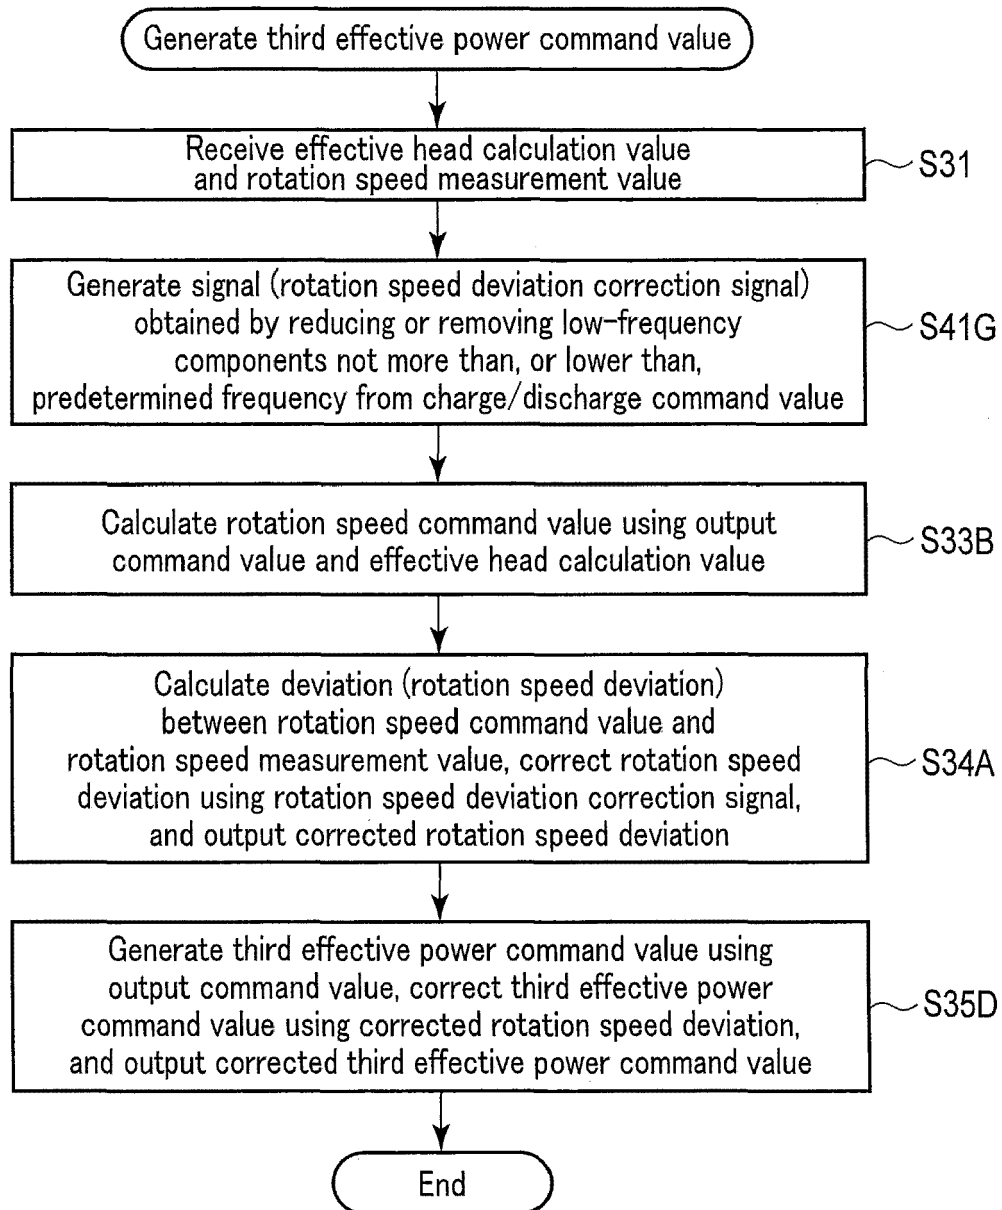 Generate third effective power command value
Receive effective head calculation value
and rotation speed measurement value
S31
Generate signal (rotation speed deviation correction signal)
obtained by reducing or removing low-frequency
components not more than, or lower than,
predetermined frequency from charge/discharge command value
S41G
Calculate rotation speed command value using output
command value and effective head calculation value
S33B
Calculate deviation (rotation speed deviation)
between rotation speed command value and
rotation speed measurement value, correct rotation speed
deviation using rotation speed deviation correction signal,
and output corrected rotation speed deviation
S34A
Generate third effective power command value using
output command value, correct third effective power
command value using corrected rotation speed deviation,
and output corrected third effective power command value
S35D
End